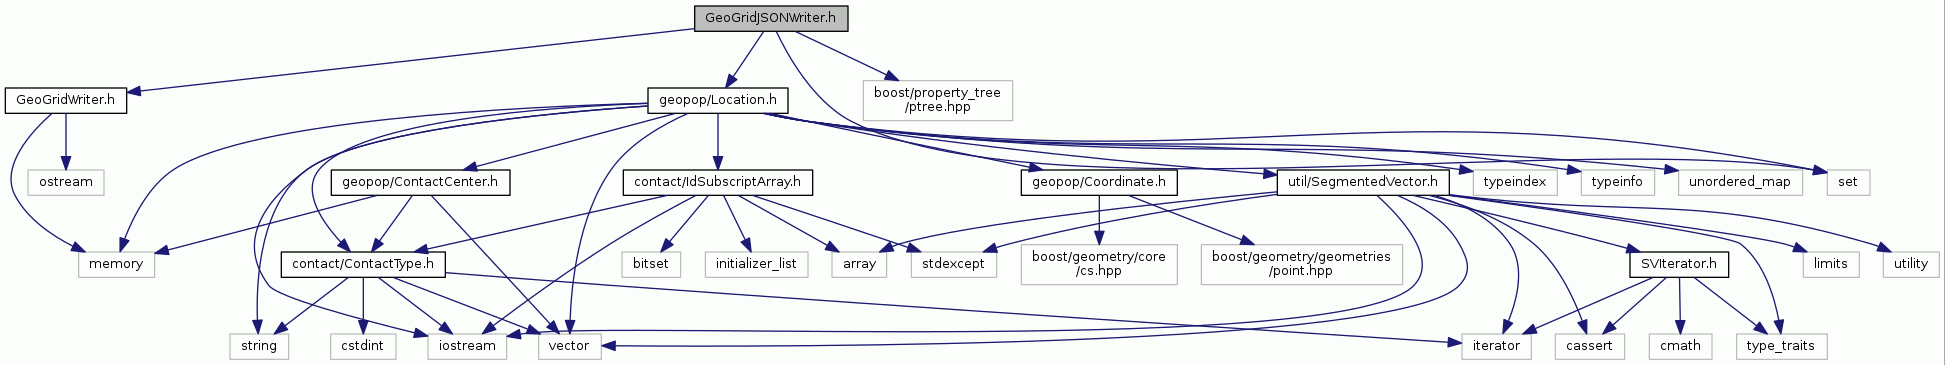 GeoGridJSONWriter.h
GeoGridWriter.h
geopop/Location.h
boost/property_tree
/ptree.hpp
ostream
geopop/ContactCenter.h
contact/IdSubscriptArray.h
geopop/Coordinate.h
util/SegmentedVector.h
typeindex
typeinfo
unordered_map
set
memory
contact/ContactType.h
bitset
initializer_list
array
stdexcept
boost/geometry/core
/cs.hpp
boost/geometry/geometries
/point.hpp
SVIterator.h
limits
utility
string
cstdint
iostream
vector
iterator
cassert
cmath
type_traits